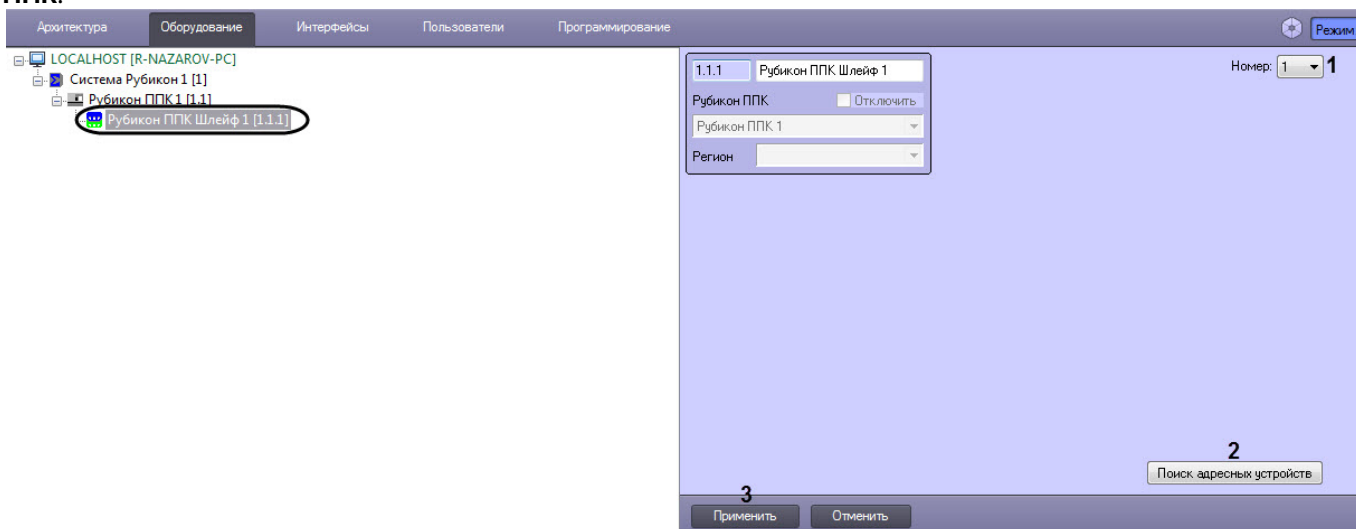 ППК.
Архитектура Оборудование Интерфейсы Пользователи Программирование Режим
LOCALHOST [R-NAZAROV-PC]
Система Рубикон 1 [1]
Рубикон ППК 1 [1.1]
Рубикон ППК Шлейф 1 [1.1.1]
1.1.1 Рубикон ППК Шлейф 1
Номер: 1 1
Рубикон ППК Отключить
Рубикон ППК 1
Регион
2
Поиск адресных устройств
3
Применить Отменить